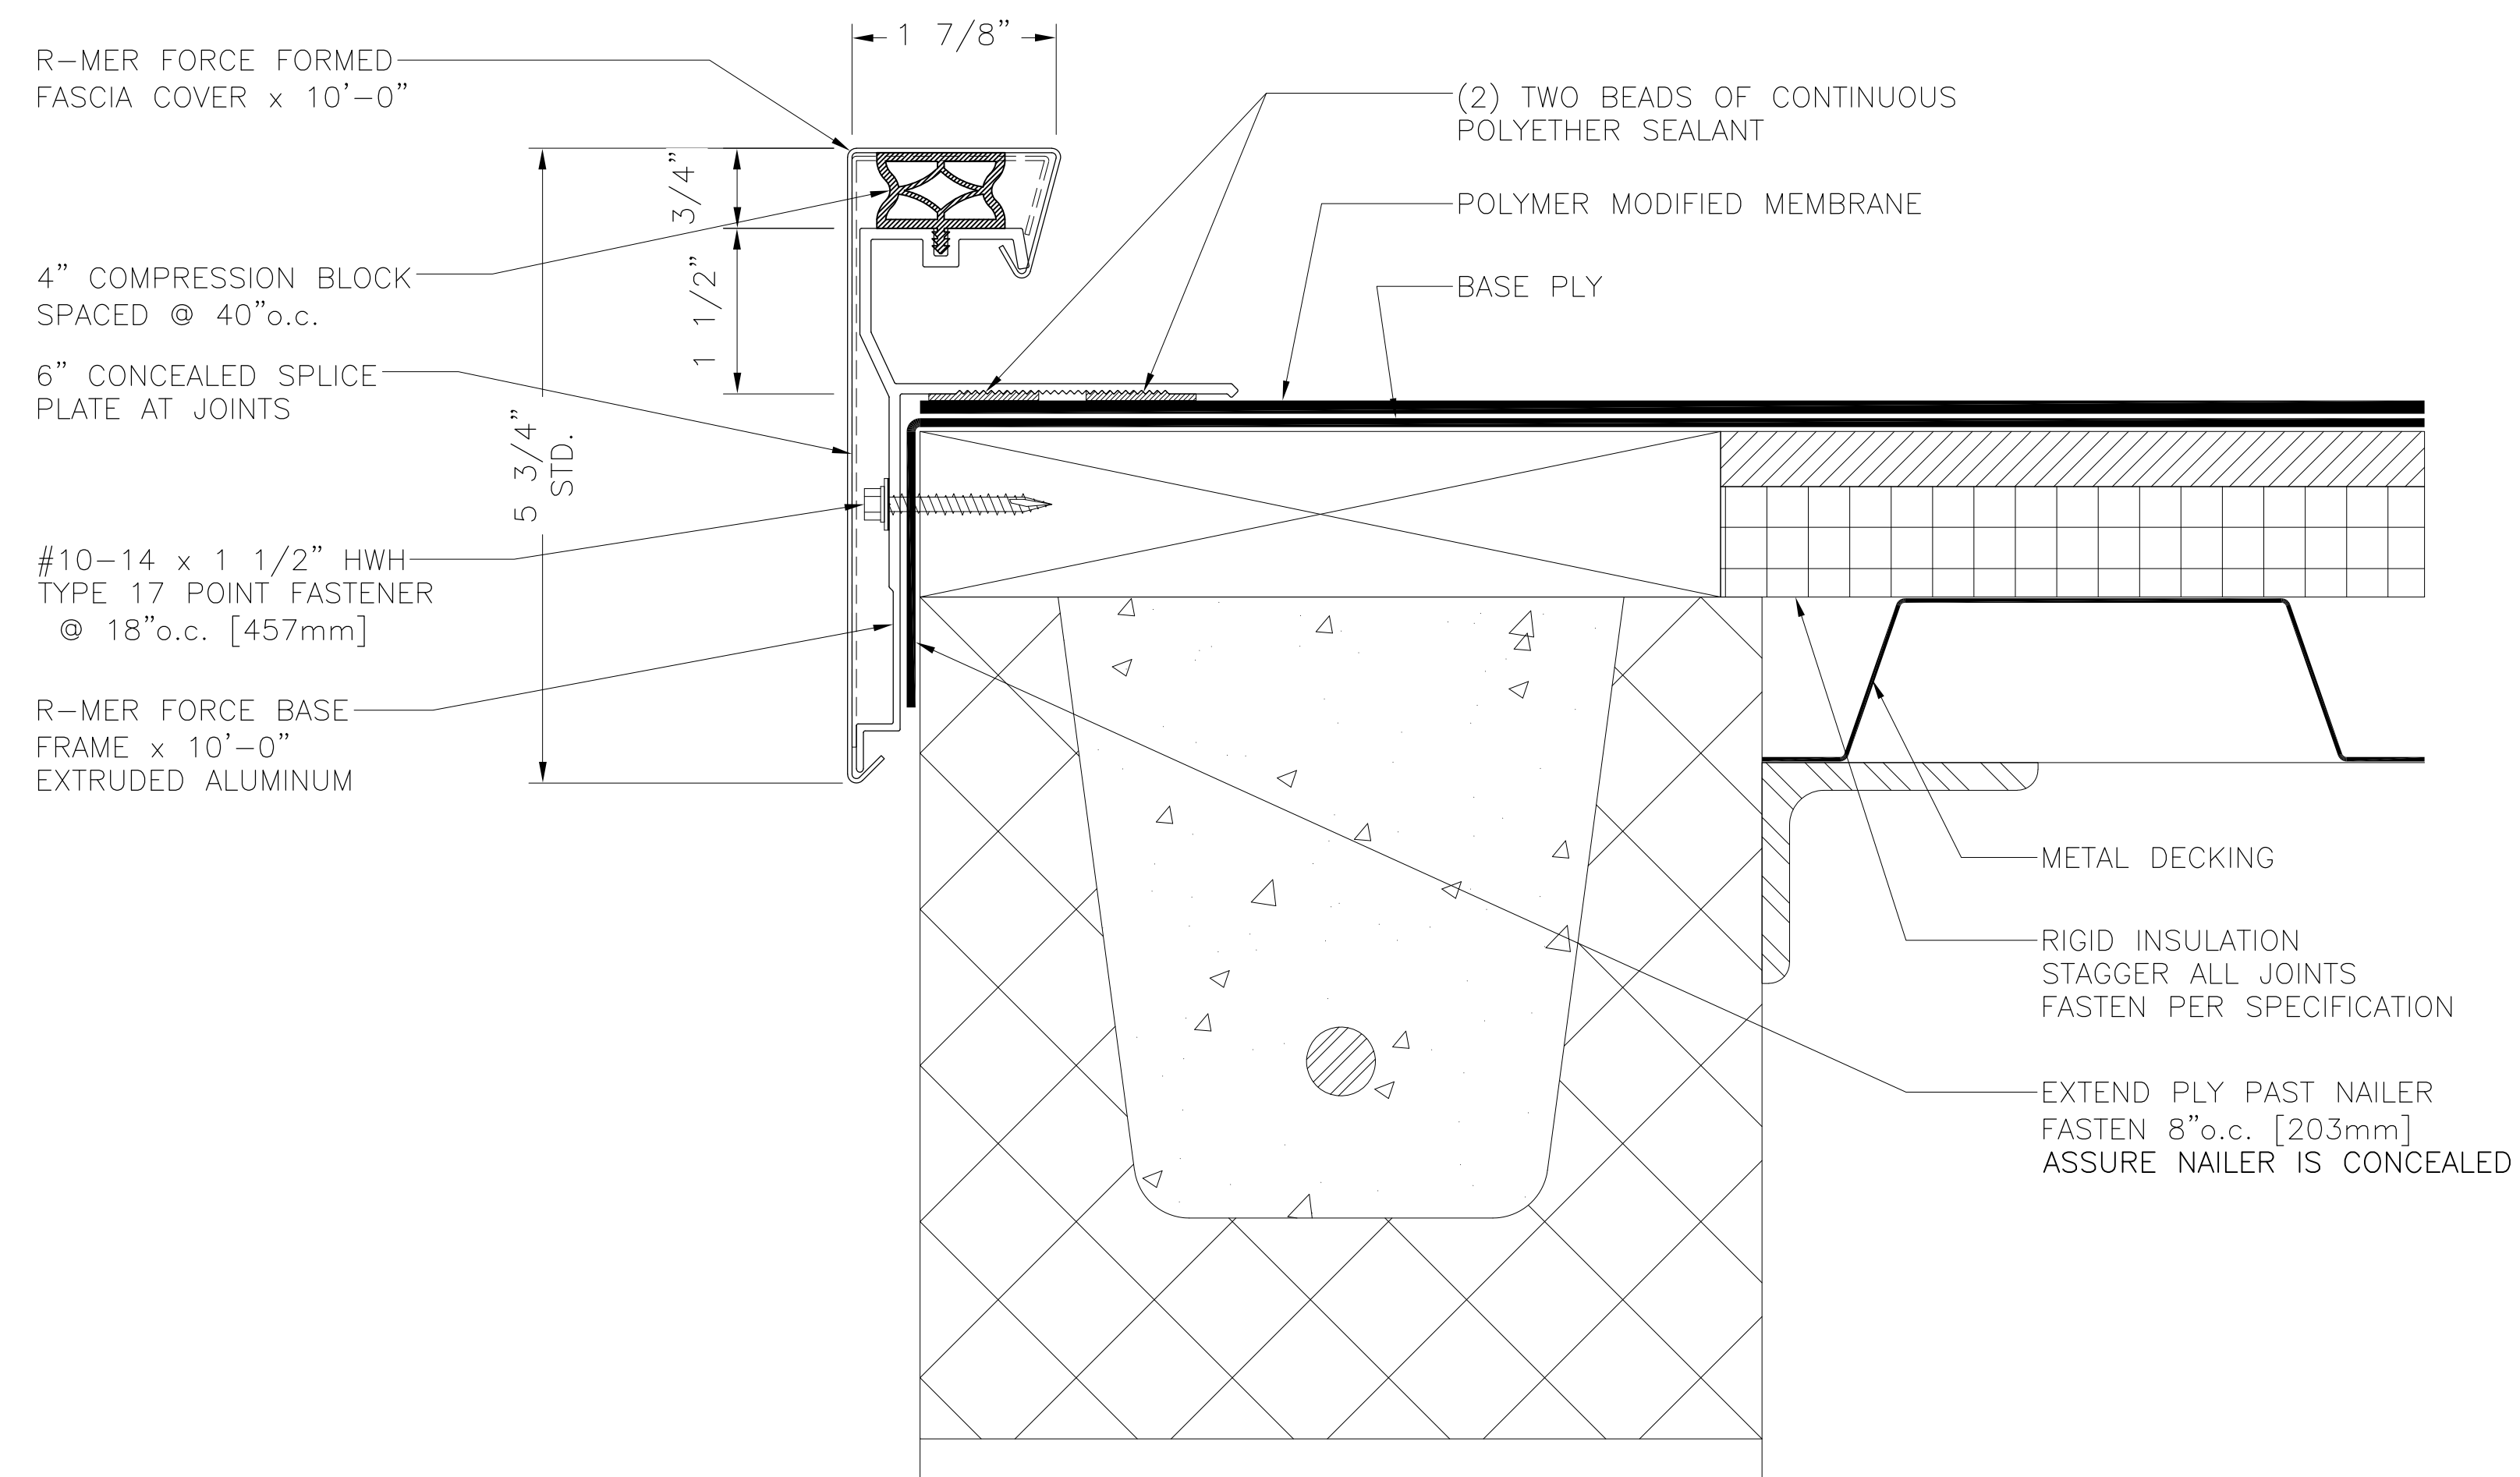 1 7/8"
R-MER FORCE FORMED
FASCIA COVER x 10'-0"
(2) TWO BEADS OF CONTINUOUS
POLYETHER SEALANT
3/4"
POLYMER MODIFIED MEMBRANE
4" COMPRESSION BLOCK
SPACED @ 40"o.c.
1 1/2"
BASE PLY
6" CONCEALED SPLICE
PLATE AT JOINTS
5 3/4"
STD.
#10-14 x 1 1/2" HWH
TYPE 17 POINT FASTENER
@ 18"o.c. [457mm]
R-MER FORCE BASE
FRAME x 10'-0"
EXTRUDED ALUMINUM
METAL DECKING
RIGID INSULATION
STAGGER ALL JOINTS
FASTEN PER SPECIFICATION
EXTEND PLY PAST NAILER
FASTEN 8"o.c. [203mm]
ASSURE NAILER IS CONCEALED